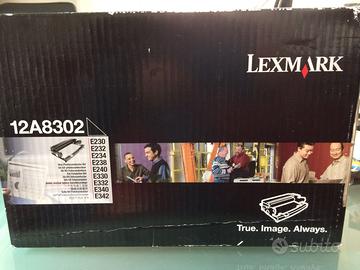 LEXMARK
12A8302
E230
E232
E234
E238
E240
E330
E332
E340
E342
True. Image. Always.
subito